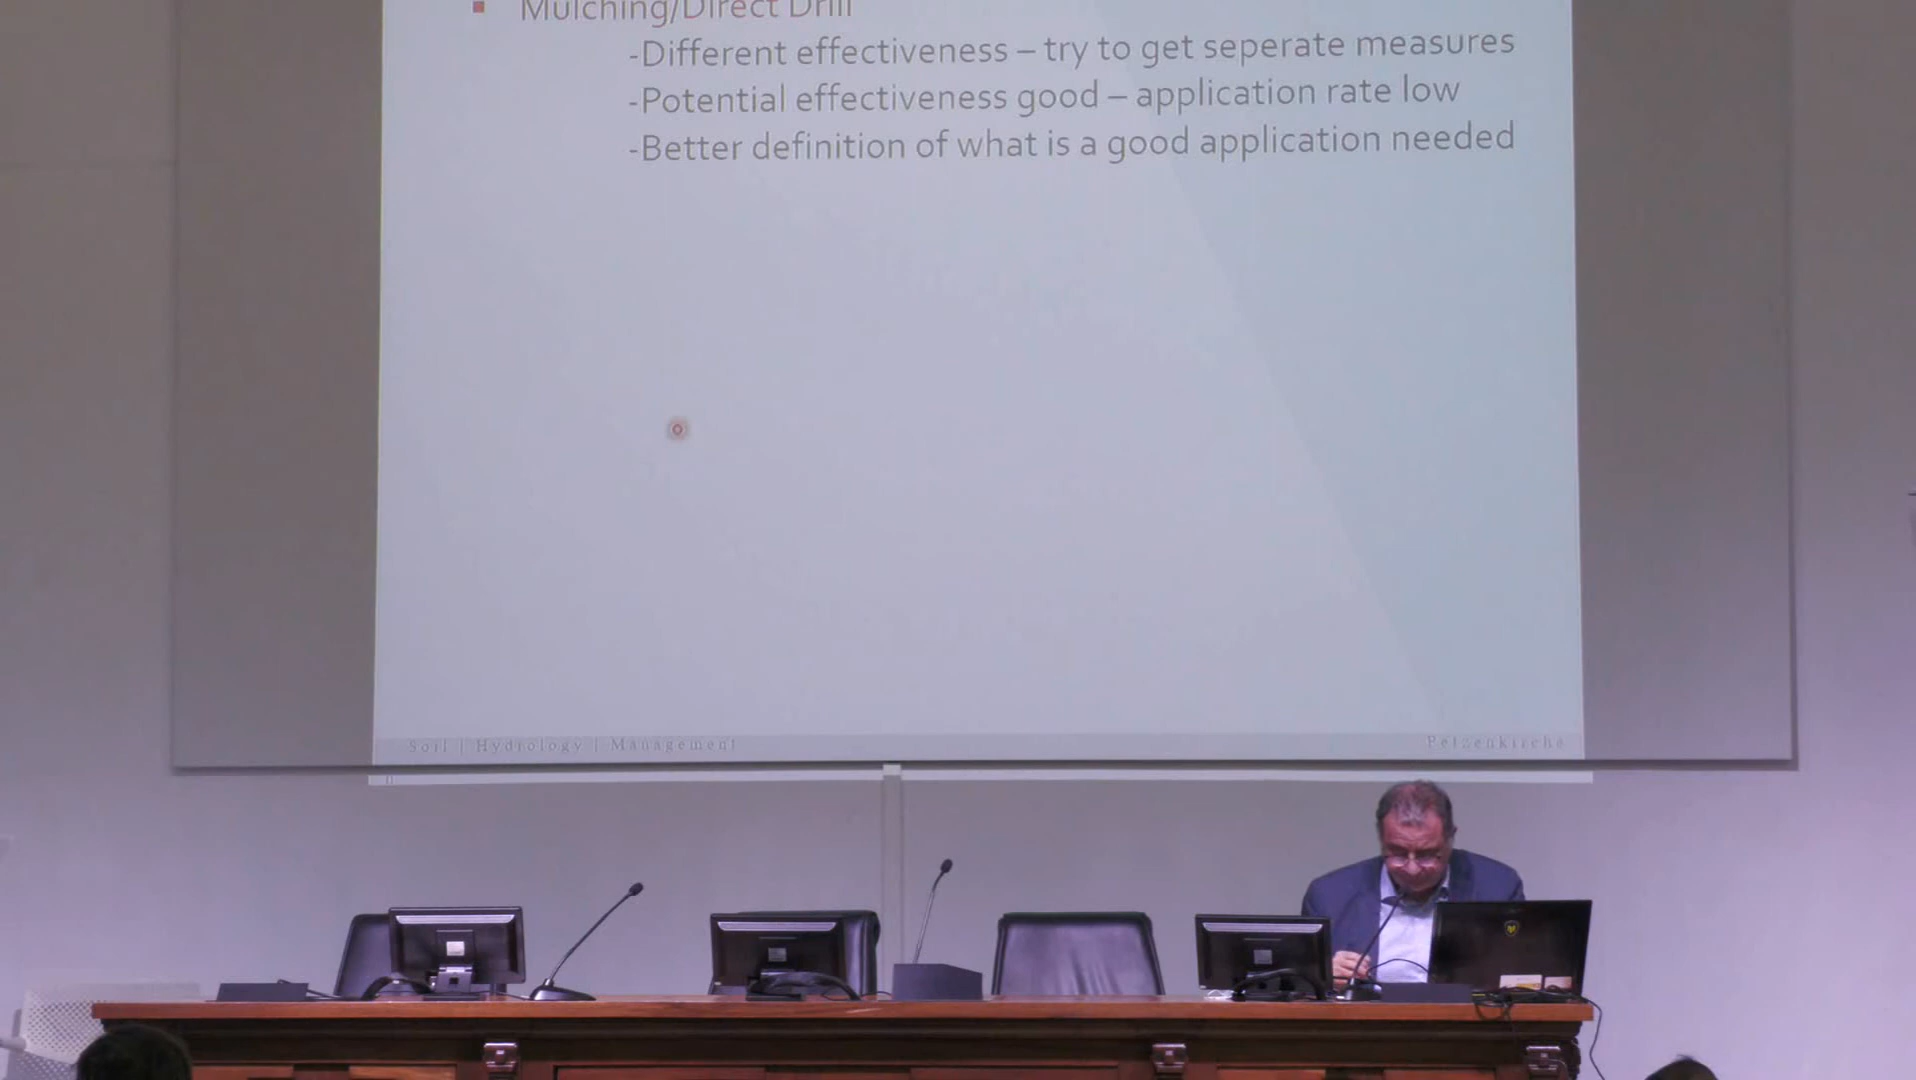 ▪ Mulching/Direct Drill
-Different effectiveness – try to get seperate measures
-Potential effectiveness good – application rate low
-Better definition of what is a good application needed
Soil | Hydrology | Management Petzenkirche